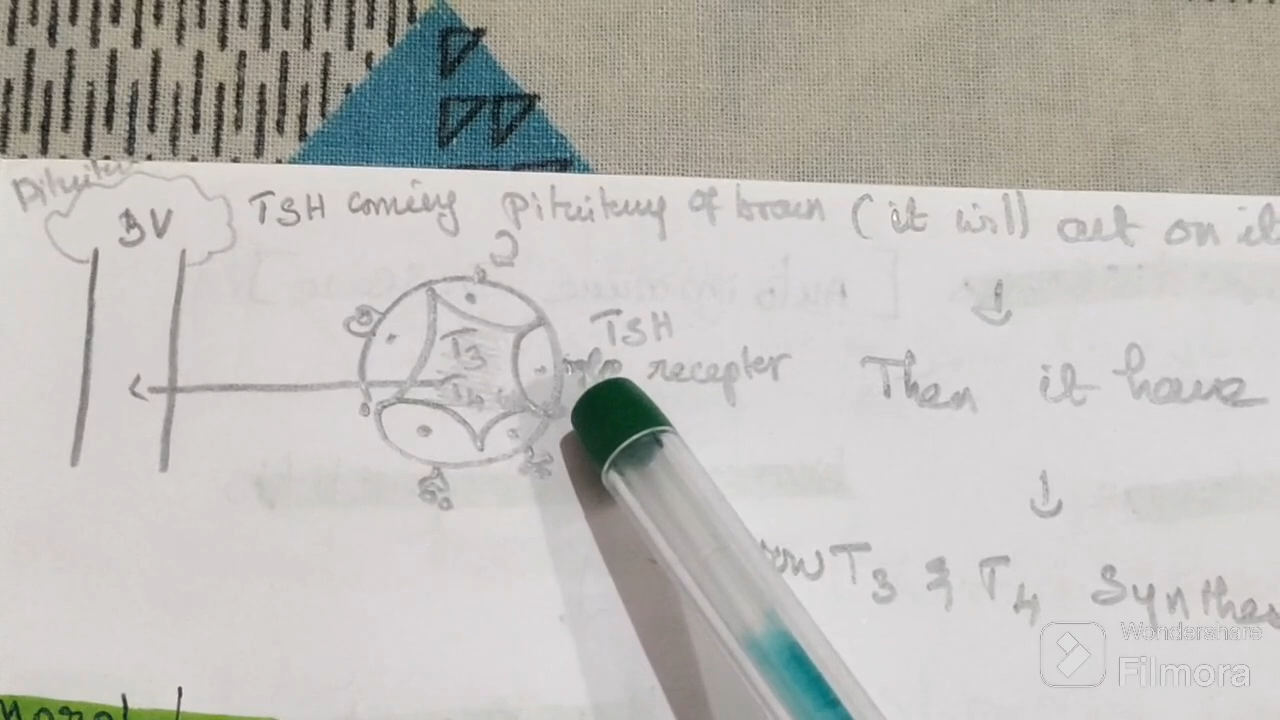 Pituitary
BV
TSH coming pituitary of brain (it will act on it
TSH
receptor
T3
T4
Then it have
T3 & T4 Synthes
Wondershare
Filmora